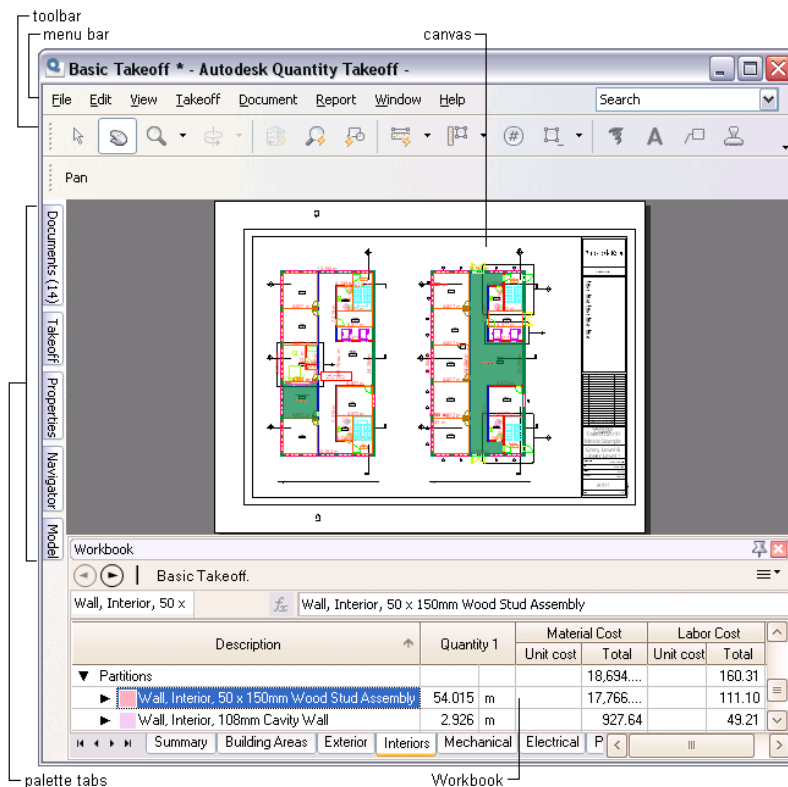 toolbar
menu bar
canvas
Basic Takeoff * - Autodesk Quantity Takeoff -
File Edit View Takeoff Document Report Window Help Search
# A
Pan
Documents (14)
Takeoff
Properties
Navigator
Model
Workbook
Basic Takeoff.
Wall, Interior, 50 x fx Wall, Interior, 50 x 150mm Wood Stud Assembly
Material Cost Labor Cost
Description Quantity 1 Unit cost Total Unit cost Total
Partitions 18,694.... 160.31
Wall, Interior, 50 x 150mm Wood Stud Assembly 54.015 m 17,766.... 111.10
Wall, Interior, 108mm Cavity Wall 2.926 m 927.64 49.21
Summary Building Areas Exterior Interiors Mechanical Electrical P
palette tabs
Workbook